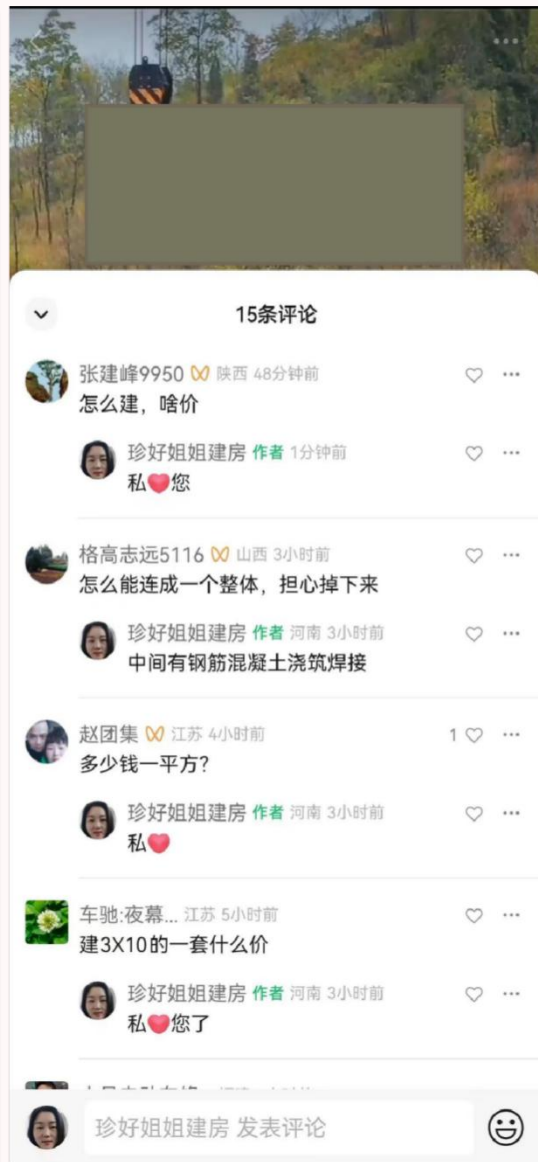 15条评论
张建峰9950 陕西 48分钟前
怎么建，啥价
珍好姐姐建房 作者 1分钟前
私❤您
格高志远5116 山西 3小时前
怎么能连成一个整体，担心掉下来
珍好姐姐建房 作者 河南 3小时前
中间有钢筋混凝土浇筑焊接
赵团集 江苏 4小时前
1
多少钱一平方？
珍好姐姐建房 作者 河南 3小时前
私❤
车驰:夜幕... 江苏 5小时前
建3X10的一套什么价
珍好姐姐建房 作者 河南 3小时前
私❤您了
珍好姐姐建房 发表评论